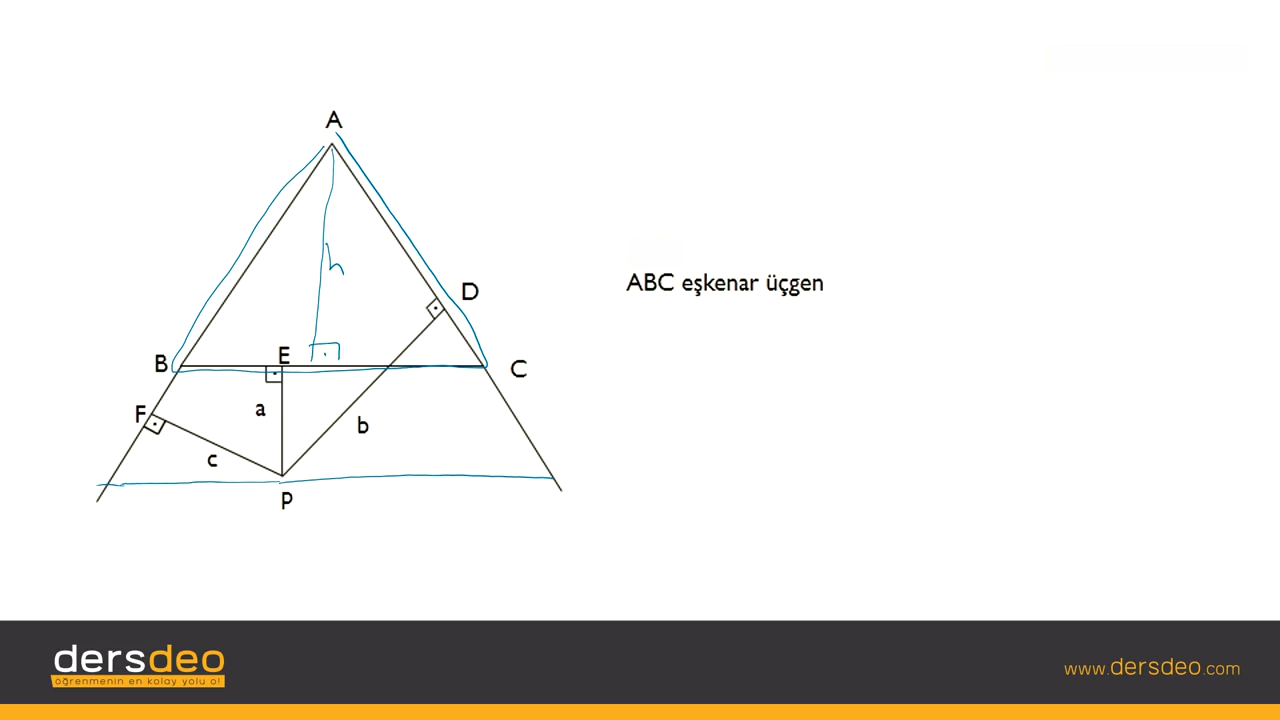 A
h
D
ABC eşkenar üçgen
B
E
C
F
a
b
c
P
dersdeo
öğrenmenin en kolay yolu o!
www.dersdeo.com